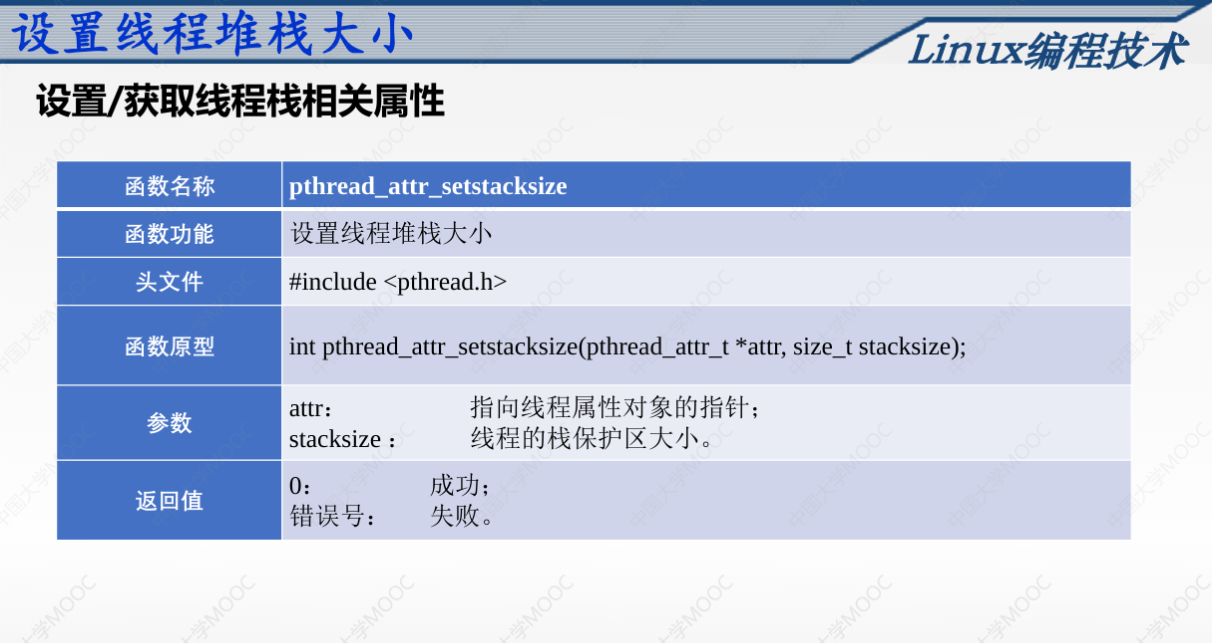 设置线程堆栈大小
Linux编程技术
设置/获取线程栈相关属性
函数名称 pthread_attr_setstacksize
函数功能 设置线程堆栈大小
头文件 #include <pthread.h>
函数原型 int pthread_attr_setstacksize(pthread_attr_t *attr, size_t stacksize);
参数 attr： 指向线程属性对象的指针；
stacksize： 线程的栈保护区大小。
返回值 0： 成功；
错误号： 失败。
中国大学MOOC